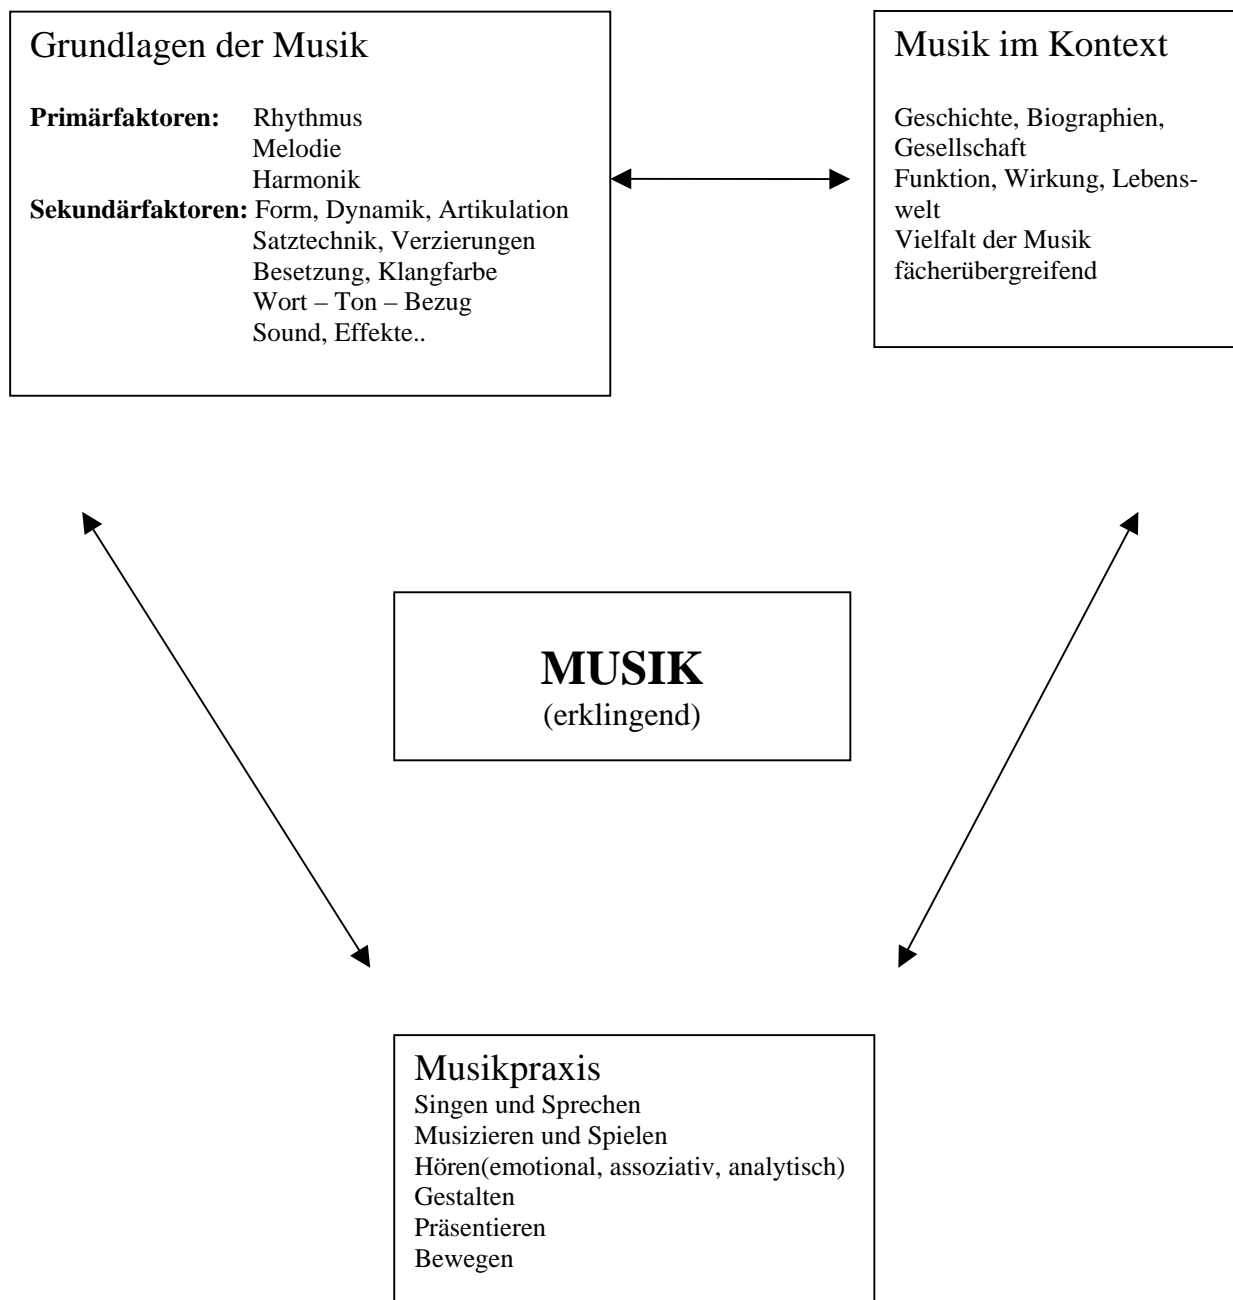 Grundlagen der Musik
Primärfaktoren: Rhythmus
Melodie
Harmonik
Sekundärfaktoren: Form, Dynamik, Artikulation
Satztechnik, Verzierungen
Besetzung, Klangfarbe
Wort – Ton – Bezug
Sound, Effekte..
Musik im Kontext
Geschichte, Biographien,
Gesellschaft
Funktion, Wirkung, Lebens-
welt
Vielfalt der Musik
fächerübergreifend
MUSIK
(erklingend)
Musikpraxis
Singen und Sprechen
Musizieren und Spielen
Hören(emotional, assoziativ, analytisch)
Gestalten
Präsentieren
Bewegen